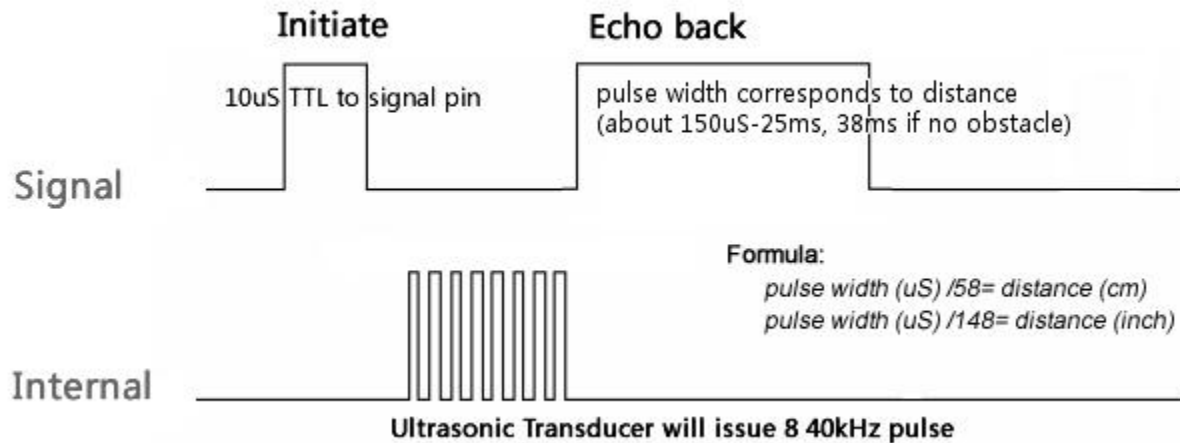 Initiate
Echo back
10uS TTL to signal pin
pulse width corresponds to distance
(about 150uS-25ms, 38ms if no obstacle)
Signal
Formula:
pulse width (uS) /58= distance (cm)
pulse width (uS) /148= distance (inch)
Internal
Ultrasonic Transducer will issue 8 40kHz pulse